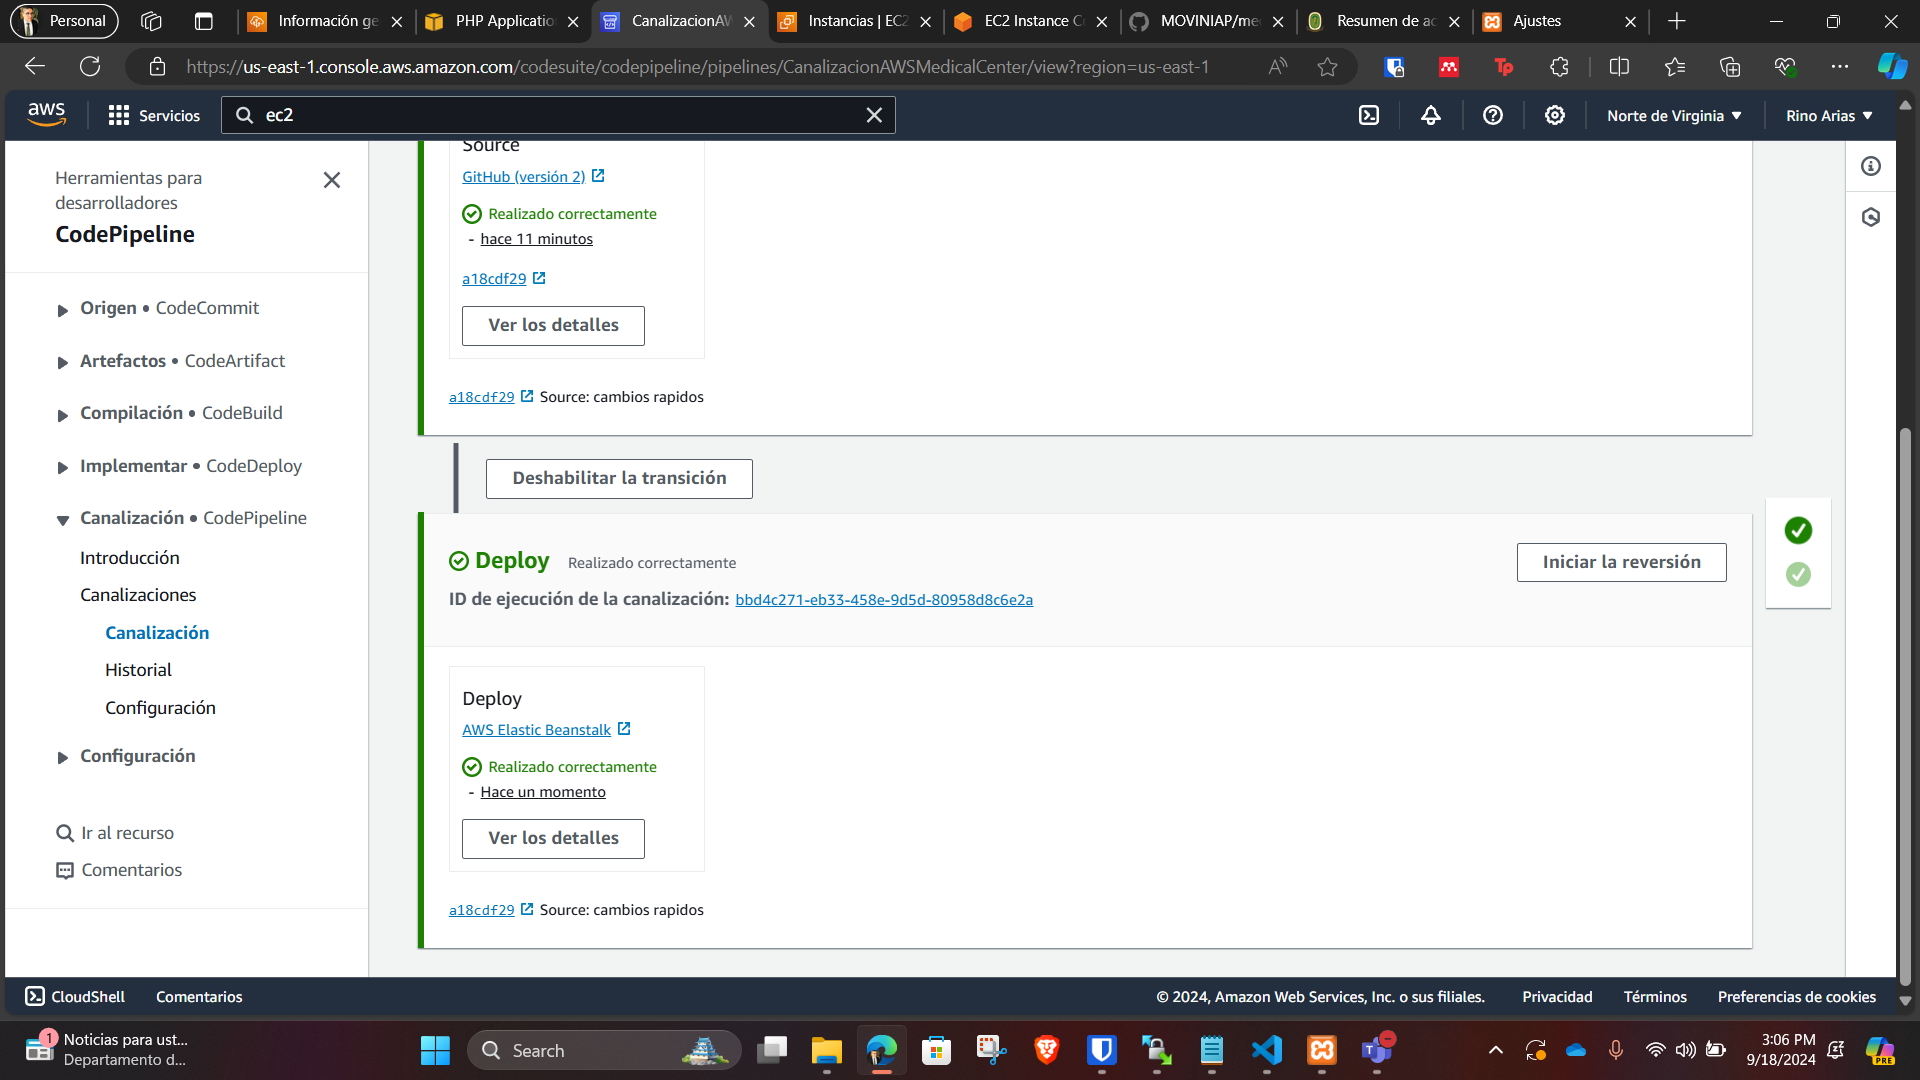 Personal
Información ge
PHP Applicatio
CanalizacionAW
Instancias | EC2
EC2 Instance C
MOVINIAP/me
Resumen de ac
Ajustes
https://us-east-1.console.aws.amazon.com/codesuite/codepipeline/pipelines/CanalizacionAWSMedicalCenter/view?region=us-east-1
aws
Servicios
ec2
Norte de Virginia
Rino Arias
Herramientas para
desarrolladores
CodePipeline
Origen • CodeCommit
Artefactos • CodeArtifact
Compilación • CodeBuild
Implementar • CodeDeploy
Canalización • CodePipeline
Introducción
Canalizaciones
Canalización
Historial
Configuración
Configuración
Ir al recurso
Comentarios
Source
GitHub (versión 2)
Realizado correctamente
- hace 11 minutos
a18cdf29
Ver los detalles
a18cdf29 Source: cambios rapidos
Deshabilitar la transición
Deploy Realizado correctamente
Iniciar la reversión
ID de ejecución de la canalización: bbd4c271-eb33-458e-9d5d-80958d8c6e2a
Deploy
AWS Elastic Beanstalk
Realizado correctamente
- Hace un momento
Ver los detalles
a18cdf29 Source: cambios rapidos
CloudShell
Comentarios
© 2024, Amazon Web Services, Inc. o sus filiales.
Privacidad
Términos
Preferencias de cookies
1
Noticias para ust...
Departamento d...
Search
3:06 PM
9/18/2024
PRE